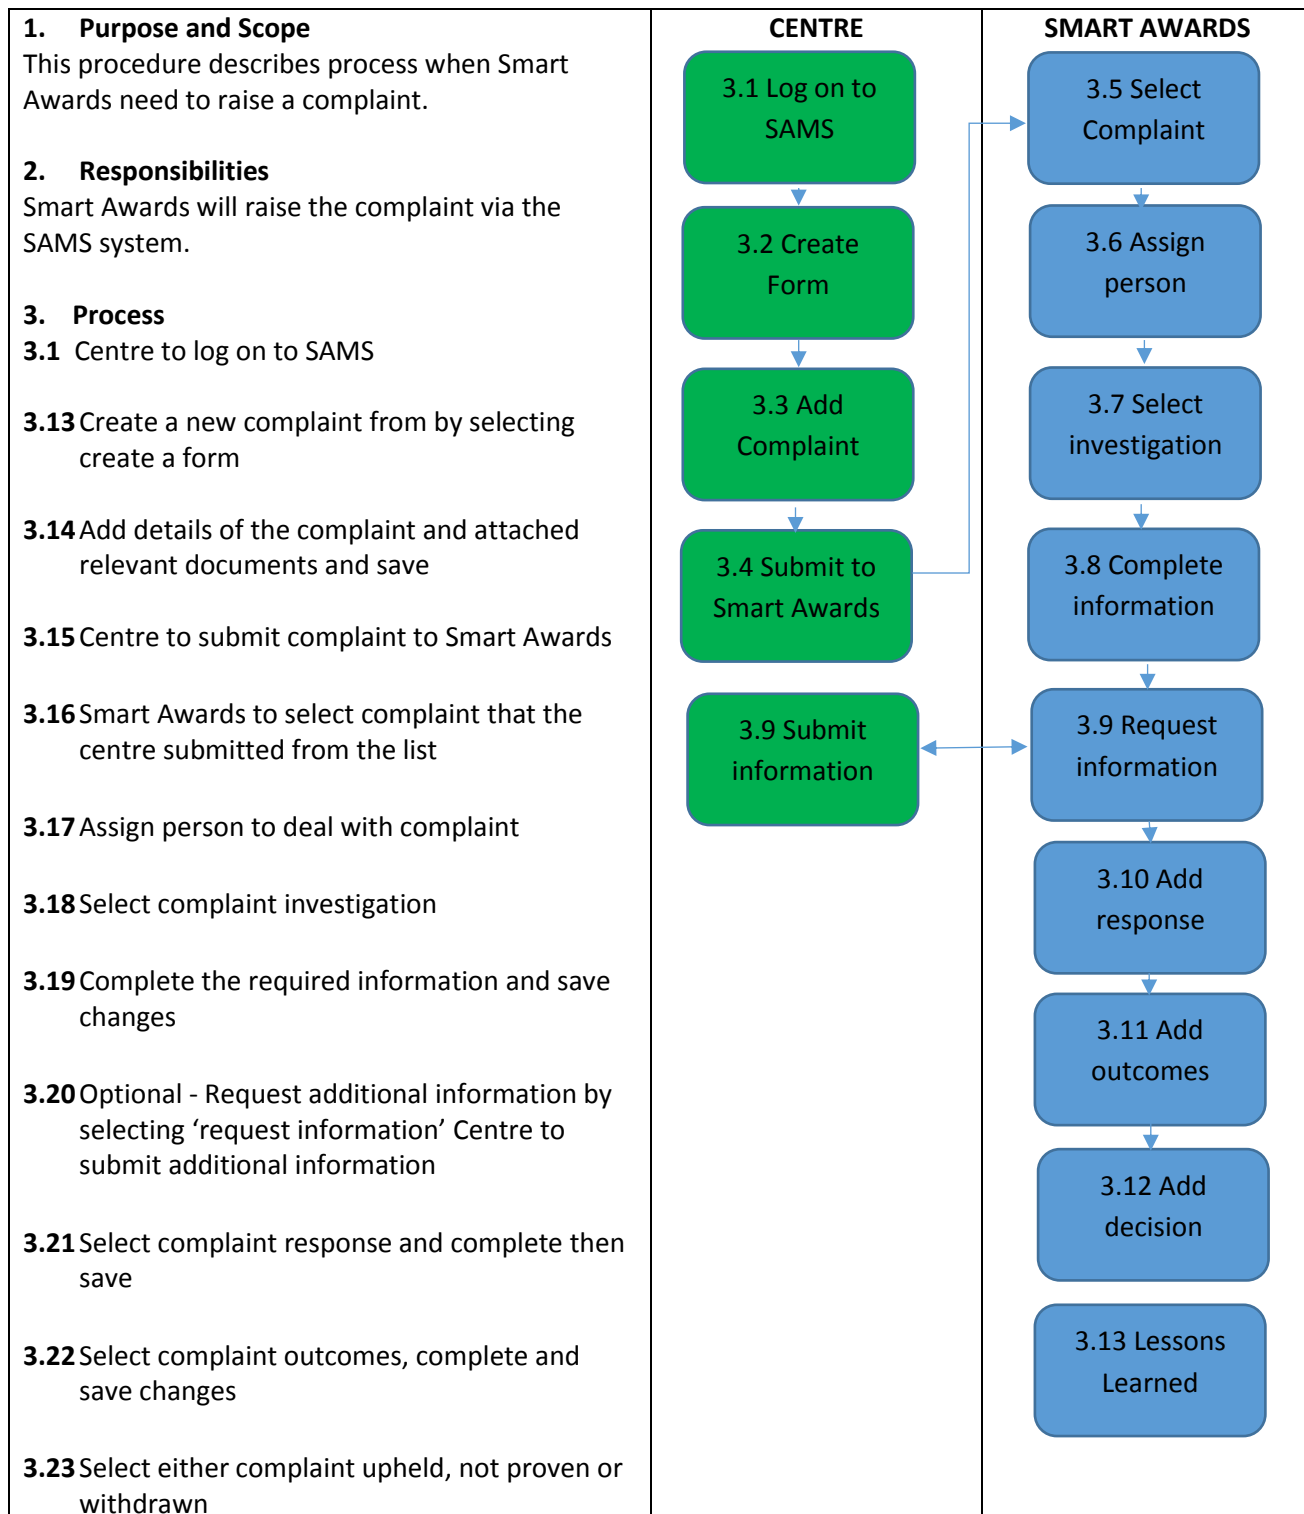 1. Purpose and Scope
This procedure describes process when Smart
Awards need to raise a complaint.
2. Responsibilities
Smart Awards will raise the complaint via the
SAMS system.
3. Process
3.1 Centre to log on to SAMS
3.13 Create a new complaint from by selecting
create a form
3.14 Add details of the complaint and attached
relevant documents and save
3.15 Centre to submit complaint to Smart Awards
3.16 Smart Awards to select complaint that the
centre submitted from the list
3.17 Assign person to deal with complaint
3.18 Select complaint investigation
3.19 Complete the required information and save
changes
3.20 Optional - Request additional information by
selecting ‘request information’ Centre to
submit additional information
3.21 Select complaint response and complete then
save
3.22 Select complaint outcomes, complete and
save changes
3.23 Select either complaint upheld, not proven or
withdrawn
CENTRE
3.1 Log on to
SAMS
3.2 Create
Form
3.3 Add
Complaint
3.4 Submit to
Smart Awards
3.9 Submit
information
SMART AWARDS
3.5 Select
Complaint
3.6 Assign
person
3.7 Select
investigation
3.8 Complete
information
3.9 Request
information
3.10 Add
response
3.11 Add
outcomes
3.12 Add
decision
3.13 Lessons
Learned